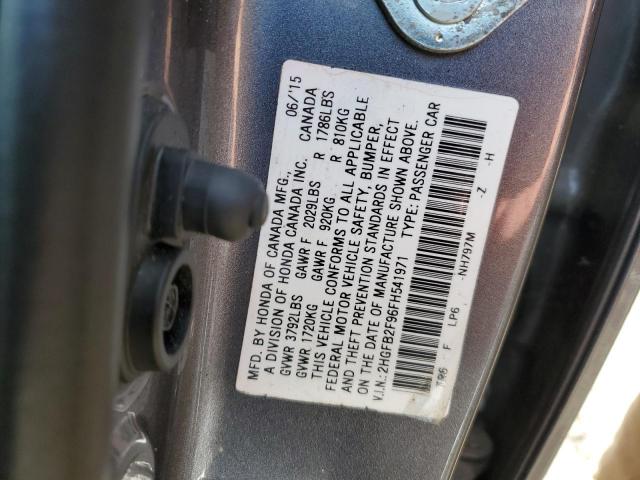 MFD. BY HONDA OF CANADA MFG., 06/'15
A DIVISION OF HONDA CANADA INC. CANADA
GVWR 3792LBS GAWR F 2029LBS R 1786LBS
GVWR 1720KG GAWR F 920KG R 810KG
THIS VEHICLE CONFORMS TO ALL APPLICABLE
FEDERAL MOTOR VEHICLE SAFETY, BUMPER,
AND THEFT PREVENTION STANDARDS IN EFFECT
ON THE DATE OF MANUFACTURE SHOWN ABOVE.
V.I.N.:2HGFB2F96FH541971 TYPE: PASSENGER CAR
F LP6 -NH797M -Z -H